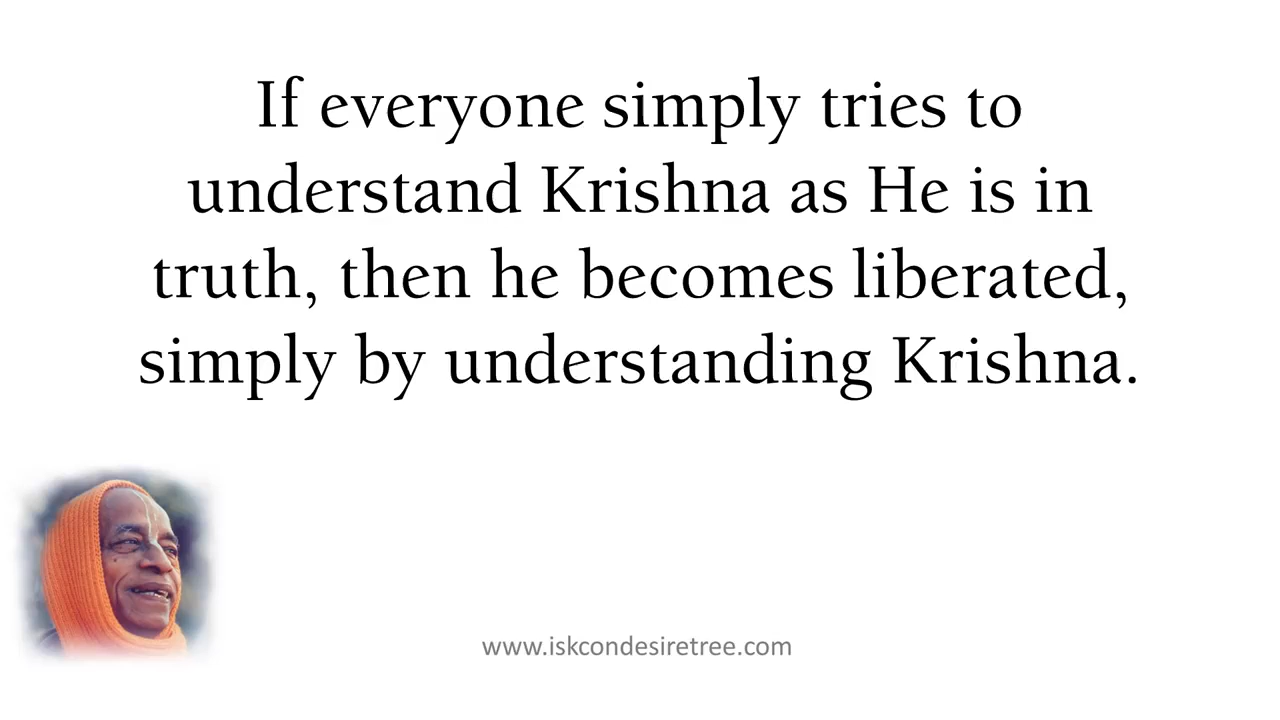 If everyone simply tries to
understand Krishna as He is in
truth, then he becomes liberated,
simply by understanding Krishna.
www.iskcondesiretree.com